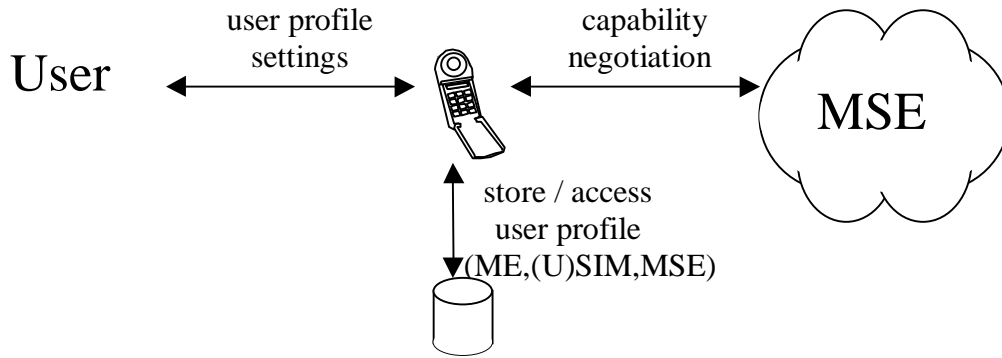 user profile
settings
capability
negotiation
User
MSE
store / access
user profile
(ME,(U)SIM,MSE)